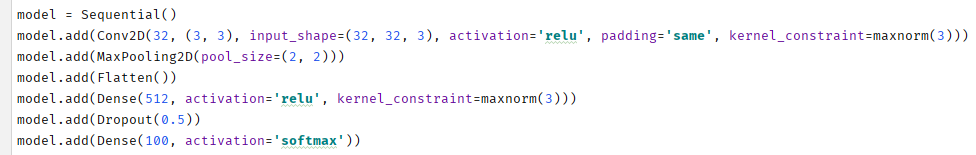 model = Sequential()
model.add(Conv2D(32, (3, 3), input_shape=(32, 32, 3), activation='relu', padding='same', kernel_constraint=maxnorm(3)))
model.add(MaxPooling2D(pool_size=(2, 2)))
model.add(Flatten())
model.add(Dense(512, activation='relu', kernel_constraint=maxnorm(3)))
model.add(Dropout(0.5))
model.add(Dense(100, activation='softmax'))